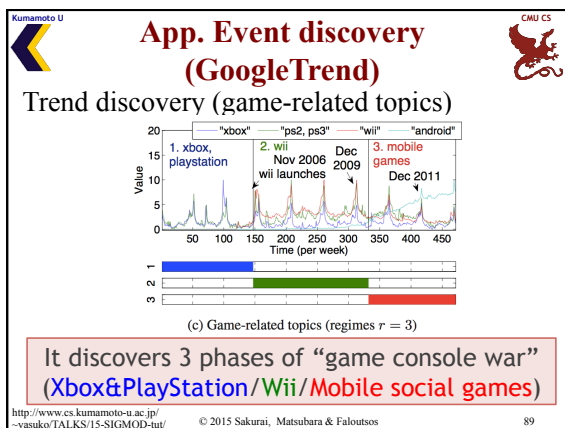 Kumamoto U
CMU CS
App. Event discovery
(GoogleTrend)
Trend discovery (game-related topics)
"xbox" "ps2, ps3" "wii" "android"
20
15
10
5
0
Value
1. xbox,
playstation
2. wii
Nov 2006
wii launches
Dec
2009
3. mobile
games
Dec 2011
50 100 150 200 250 300 350 400 450
Time (per week)
1
2
3
(c) Game-related topics (regimes r = 3)
It discovers 3 phases of “game console war”
(Xbox&PlayStation/Wii/Mobile social games)
http://www.cs.kumamoto-u.ac.jp/
~yasuko/TALKS/15-SIGMOD-tut/
© 2015 Sakurai, Matsubara & Faloutsos
89